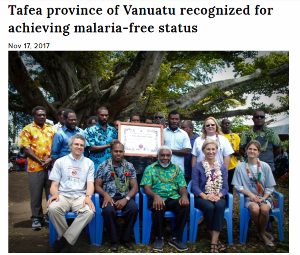 Tafea province of Vanuatu recognized for
achieving malaria-free status
Nov 17, 2017